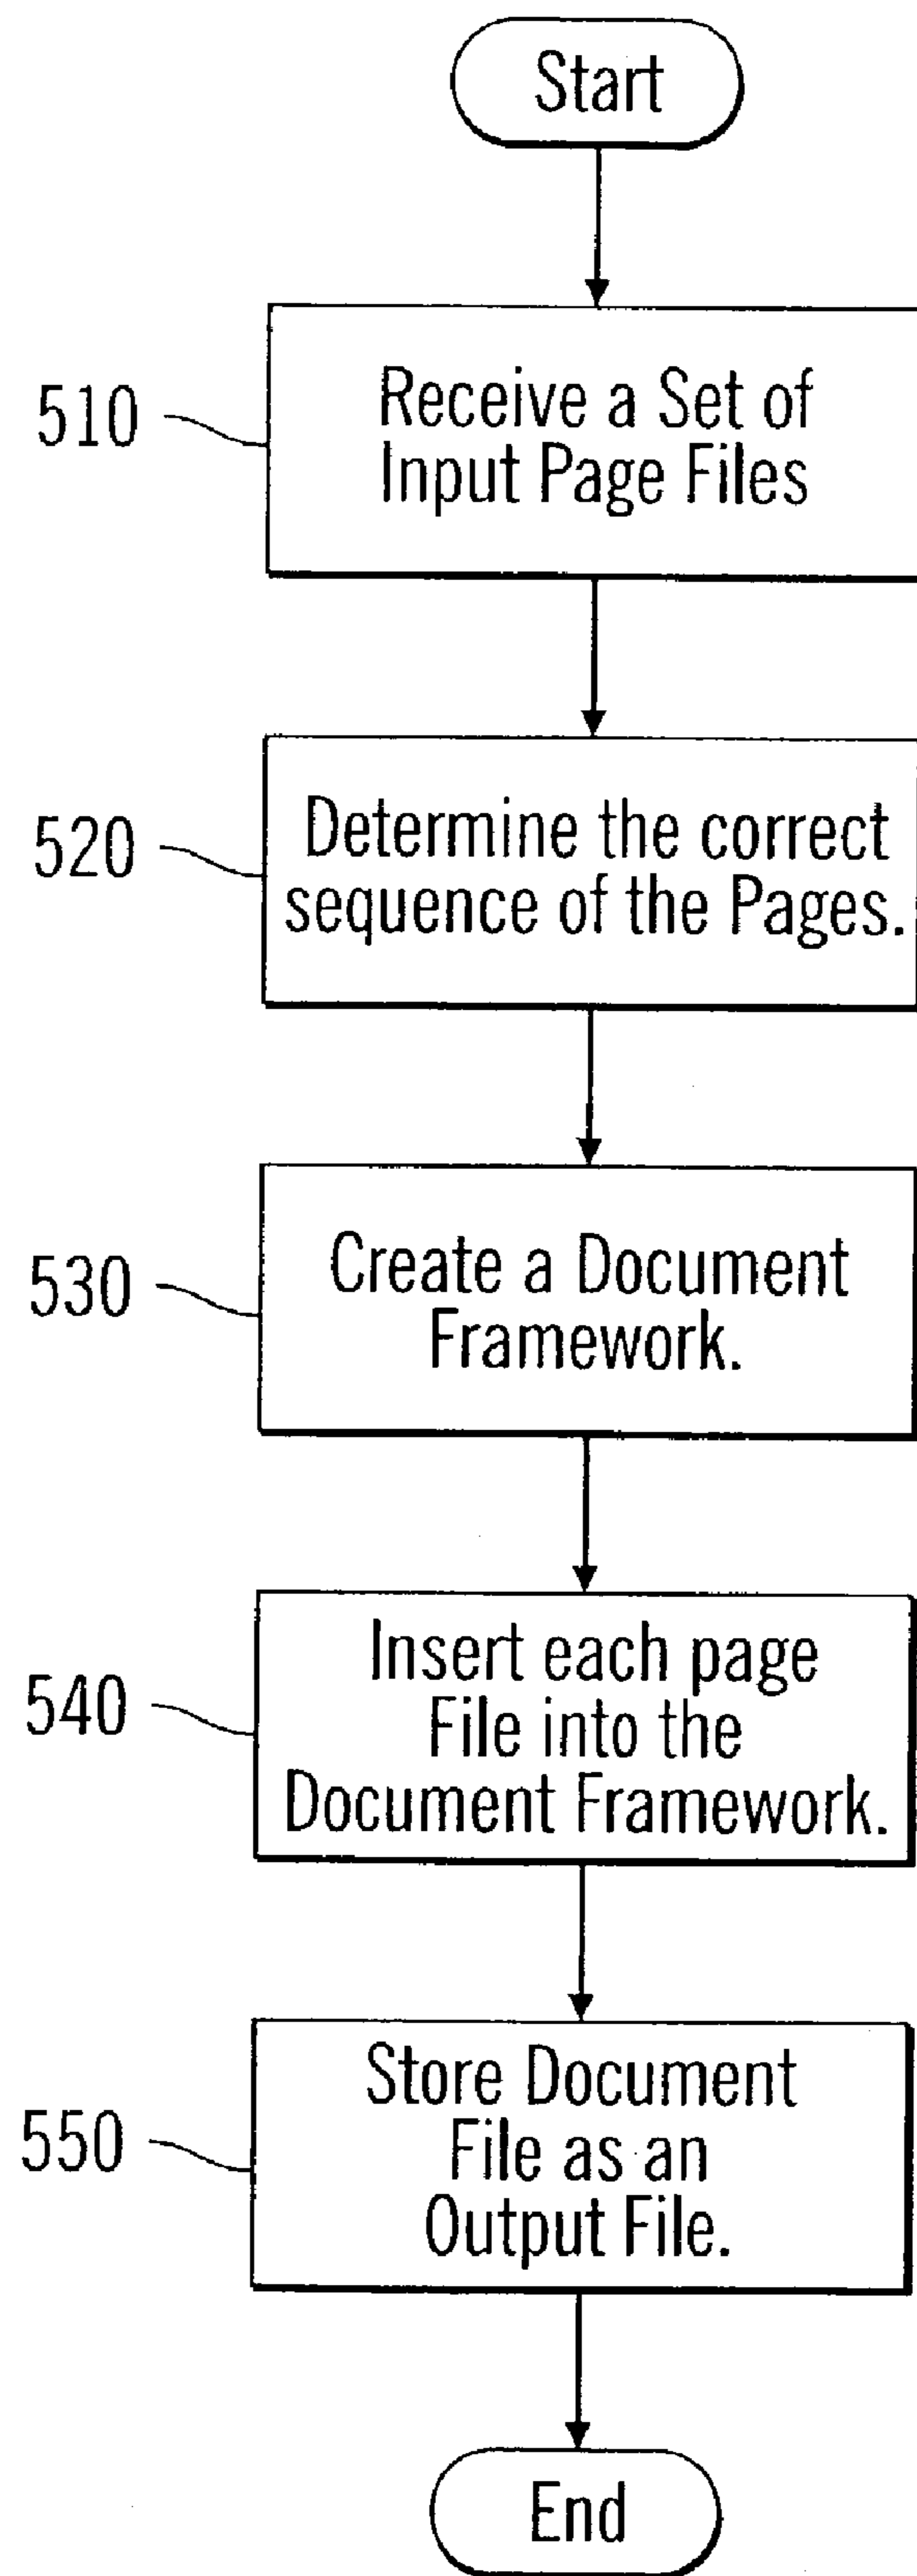 Start
510
Receive a Set of
Input Page Files
520
Determine the correct
sequence of the Pages.
530
Create a Document
Framework.
540
Insert each page
File into the
Document Framework.
550
Store Document
File as an
Output File.
End